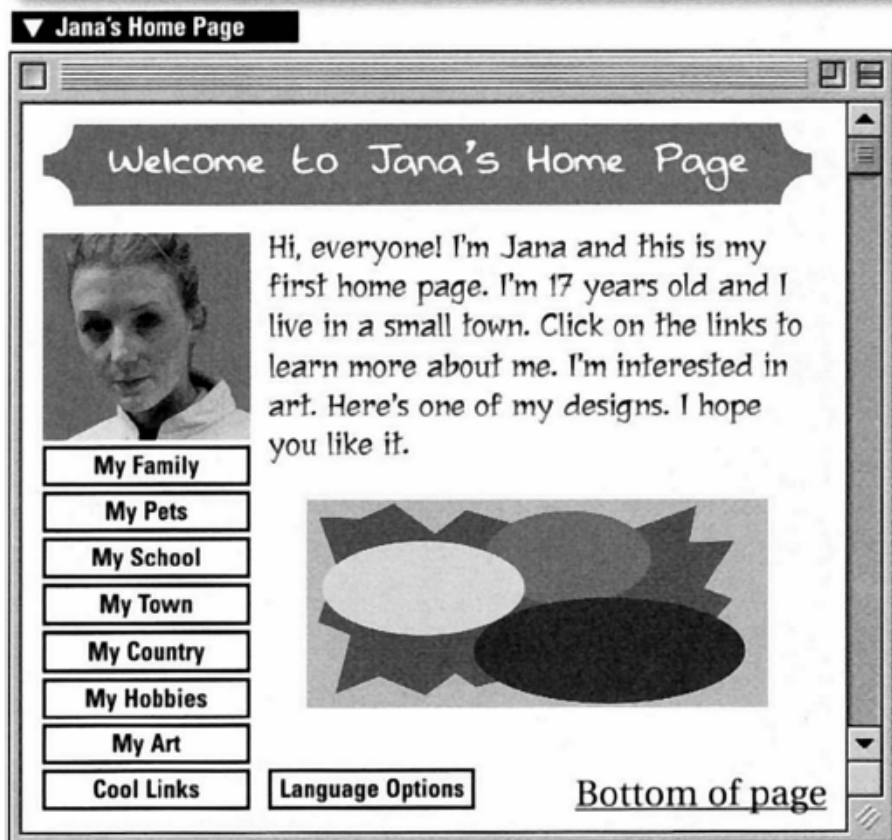 ▼ Jana's Home Page
Welcome to Jana's Home Page
Hi, everyone! I'm Jana and this is my
first home page. I'm 17 years old and I
live in a small town. Click on the links to
learn more about me. I'm interested in
art. Here's one of my designs. I hope
you like it.
My Family
My Pets
My School
My Town
My Country
My Hobbies
My Art
Cool Links
Language Options
Bottom of page